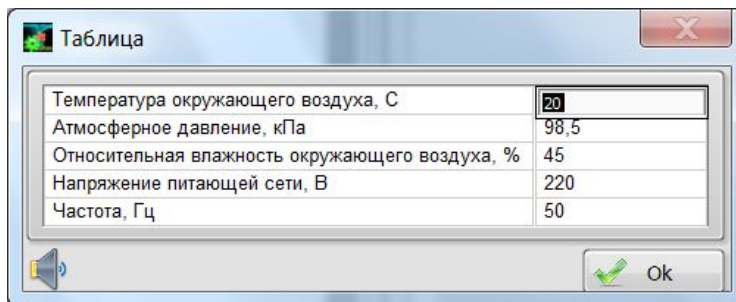 Таблица
Температура окружающего воздуха, С 20
Атмосферное давление, кПа 98,5
Относительная влажность окружающего воздуха, % 45
Напряжение питающей сети, В 220
Частота, Гц 50
Ok